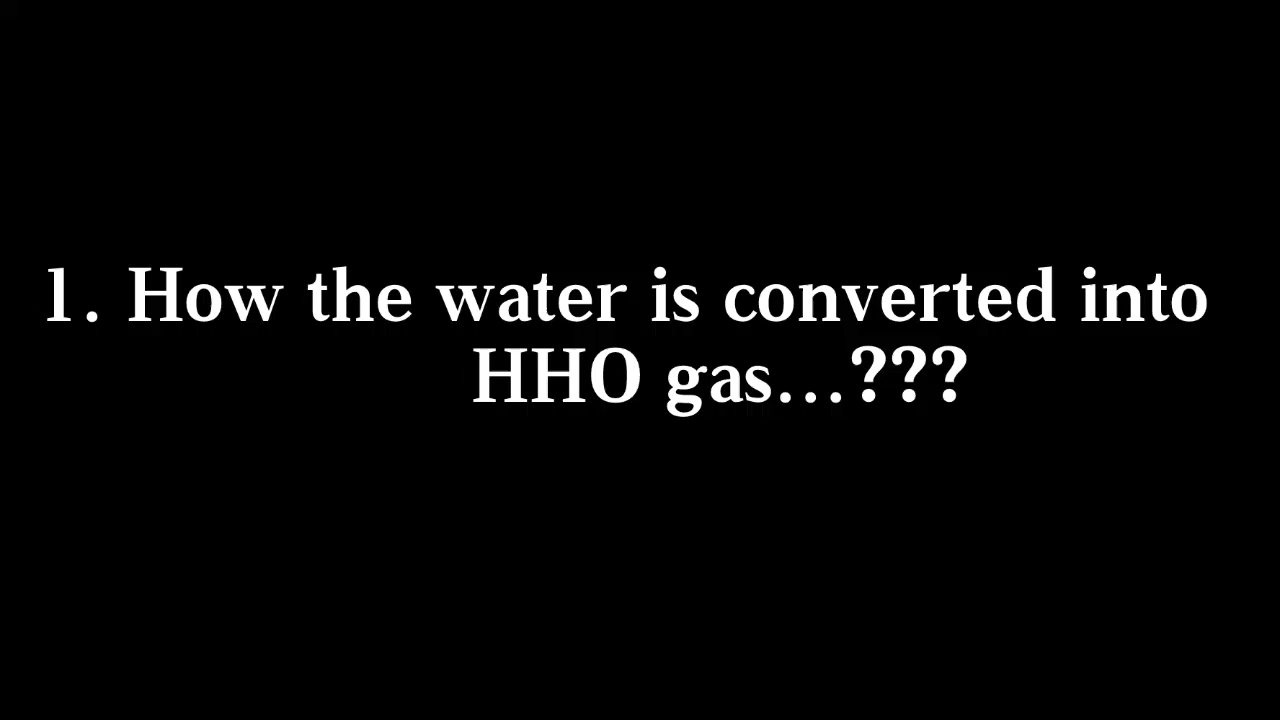 1. How the water is converted into
HHO gas...???